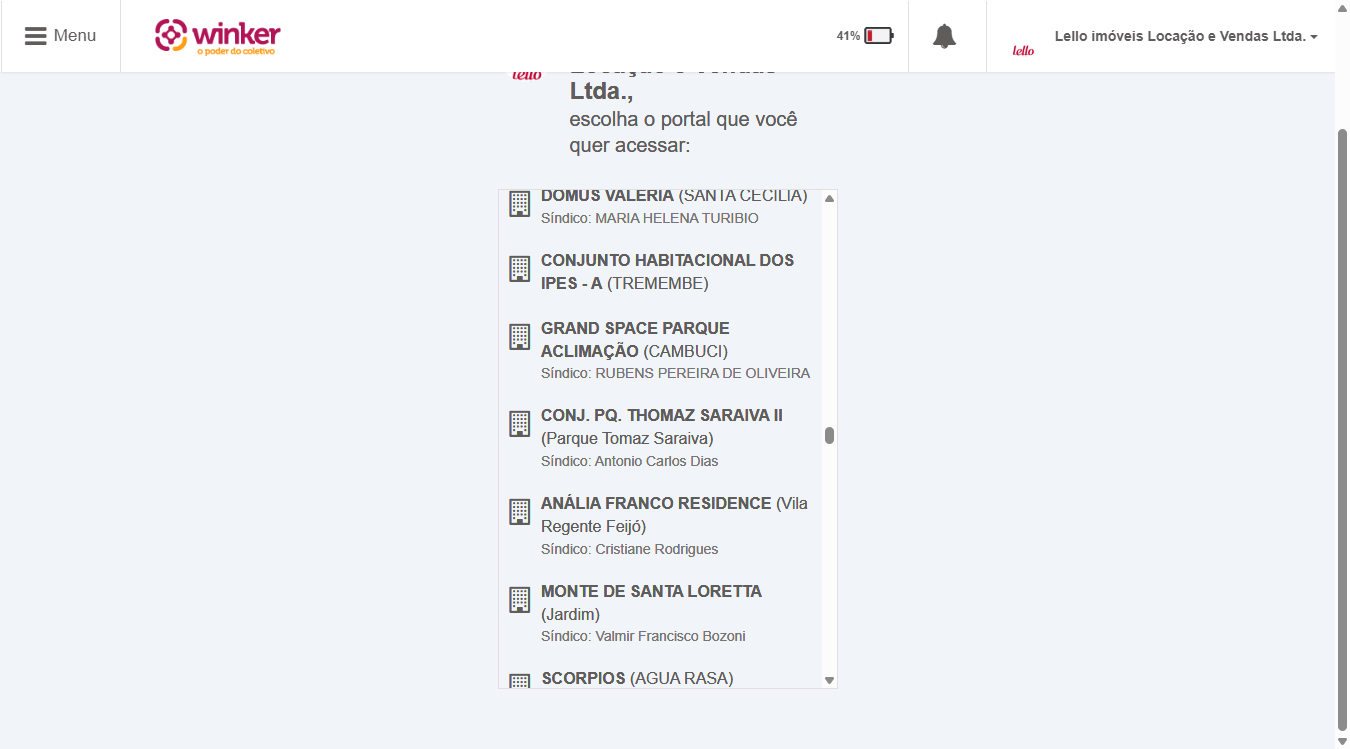 Menu
winker
o poder do coletivo
41%
lello
Lello imóveis Locação e Vendas Ltda.
lello
Locação e Vendas
Ltda.,
escolha o portal que você
quer acessar:
DOMUS VALERIA (SANTA CECILIA)
Síndico: MARIA HELENA TURIBIO
CONJUNTO HABITACIONAL DOS
IPES - A (TREMEMBE)
GRAND SPACE PARQUE
ACLIMAÇÃO (CAMBUCI)
Síndico: RUBENS PEREIRA DE OLIVEIRA
CONJ. PQ. THOMAZ SARAIVA II
(Parque Tomaz Saraiva)
Síndico: Antonio Carlos Dias
ANÁLIA FRANCO RESIDENCE (Vila
Regente Feijó)
Síndico: Cristiane Rodrigues
MONTE DE SANTA LORETTA
(Jardim)
Síndico: Valmir Francisco Bozoni
SCORPIOS (AGUA RASA)